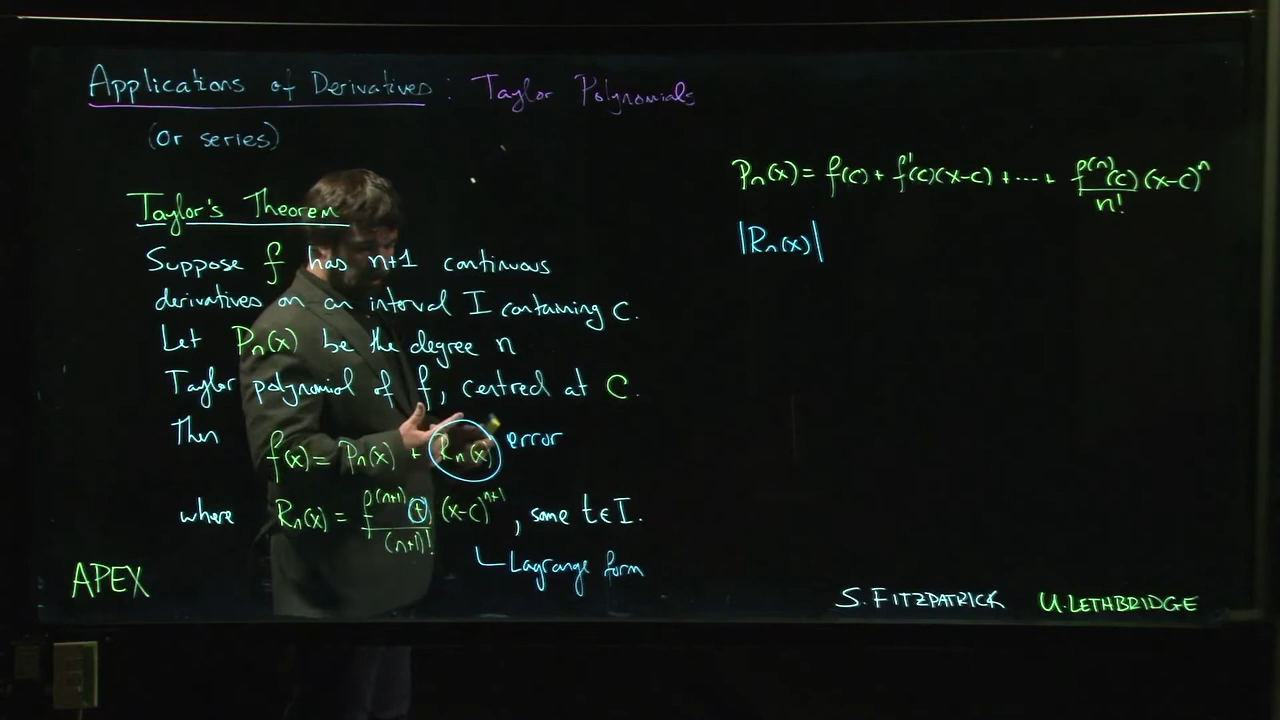 Applications of Derivatives : Taylor Polynomials
(Or series)
Taylor's Theorem
Suppose f has n+1 continuous
derivatives on an interval I containing c.
Let Pn(x) be the degree n
Taylor polynomial of f, centred at c.
Then
f(x) = Pn(x) + Rn(x) error
where Rn(x) = f^(n+1)(t)/(n+1)! (x-c)^n+1, some t∈I.
Lagrange form
APEX
Pn(x) = f(c) + f'(c)(x-c) + ... + f^(n)(c)/n! (x-c)^n
|Rn(x)|
S. FITZPATRICK U. LETHBRIDGE